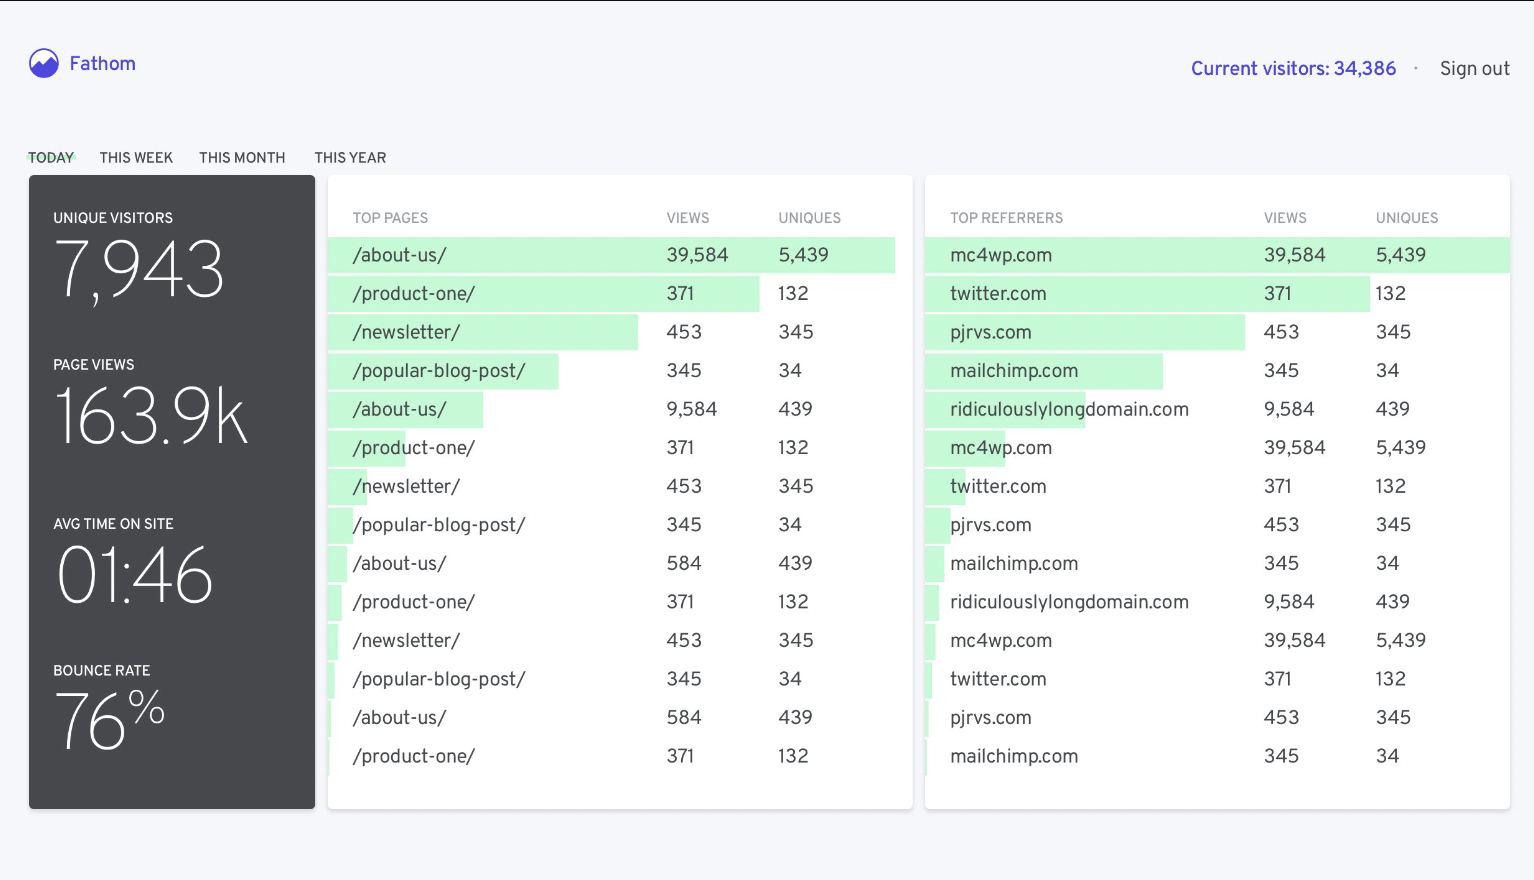 Fathom
Current visitors: 34,386 · Sign out
TODAY THIS WEEK THIS MONTH THIS YEAR
UNIQUE VISITORS
7,943
PAGE VIEWS
163.9k
AVG TIME ON SITE
01:46
BOUNCE RATE
76%
TOP PAGES VIEWS UNIQUES
/about-us/ 39,584 5,439
/product-one/ 371 132
/newsletter/ 453 345
/popular-blog-post/ 345 34
/about-us/ 9,584 439
/product-one/ 371 132
/newsletter/ 453 345
/popular-blog-post/ 345 34
/about-us/ 584 439
/product-one/ 371 132
/newsletter/ 453 345
/popular-blog-post/ 345 34
/about-us/ 584 439
/product-one/ 371 132
TOP REFERRERS VIEWS UNIQUES
mc4wp.com 39,584 5,439
twitter.com 371 132
pjrvs.com 453 345
mailchimp.com 345 34
ridiculouslylongdomain.com 9,584 439
mc4wp.com 39,584 5,439
twitter.com 371 132
pjrvs.com 453 345
mailchimp.com 345 34
ridiculouslylongdomain.com 9,584 439
mc4wp.com 39,584 5,439
twitter.com 371 132
pjrvs.com 453 345
mailchimp.com 345 34